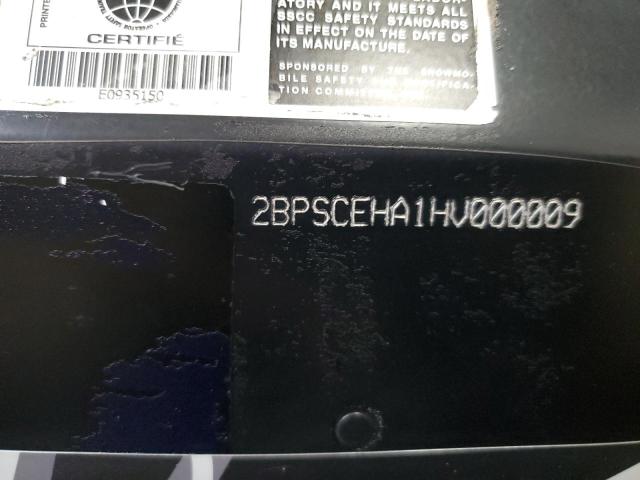 ATORY AND IT MEETS ALL
SSCC SAFETY STANDARDS
IN EFFECT ON THE DATE OF
ITS MANUFACTURE.
SPONSORED BY THE SNOWMO-
BILE SAFETY AND CERTIFICA-
TION COMMITTEE
CERTIFIÉ
E0935150
2BPSCEHA1HV000009